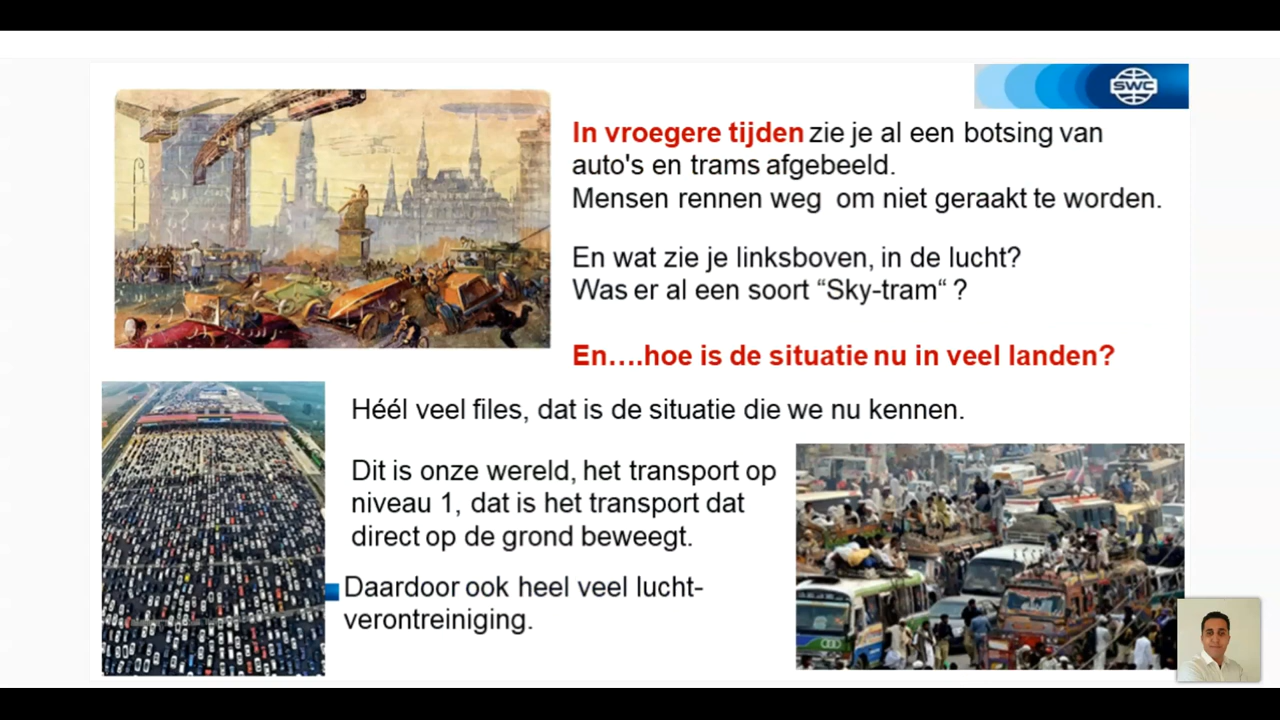 SWC
In vroegere tijden zie je al een botsing van
auto's en trams afgebeeld.
Mensen rennen weg om niet geraakt te worden.
En wat zie je linksboven, in de lucht?
Was er al een soort “Sky-tram“ ?
En….hoe is de situatie nu in veel landen?
Héél veel files, dat is de situatie die we nu kennen.
Dit is onze wereld, het transport op
niveau 1, dat is het transport dat
direct op de grond beweegt.
Daardoor ook heel veel lucht-
verontreiniging.